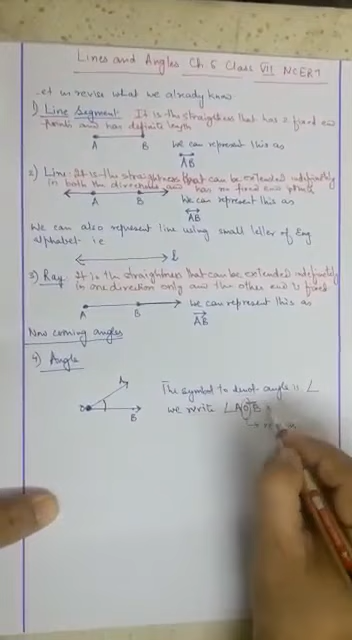 Lines and Angles Ch 5 Class VII NCERT
et us revise what we already know
1) Line Segment: It is the straightness that has 2 fixed end
points and has definite length
A B we can represent this as
AB
2) Line - It is the straightness that can be extended indefinitely
in both the directions and has no fixed end points
A B we can represent this as
AB
We can also represent line using small letter of Eng
alphabet i.e
l
3) Ray: It is the straightness that can be extended indefinitely
in one direction only and the other end is fixed
A B we can represent this as
AB
Now coming angles
4) Angle
A The symbol to denote angle is ∠
O B we write ∠AOB